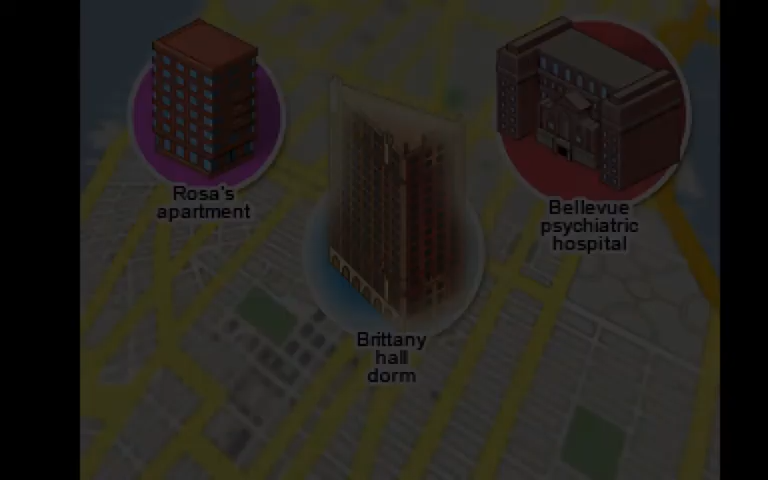 Rosa's
apartment
Bellevue
psychiatric
hospital
Brittany
hall
dorm